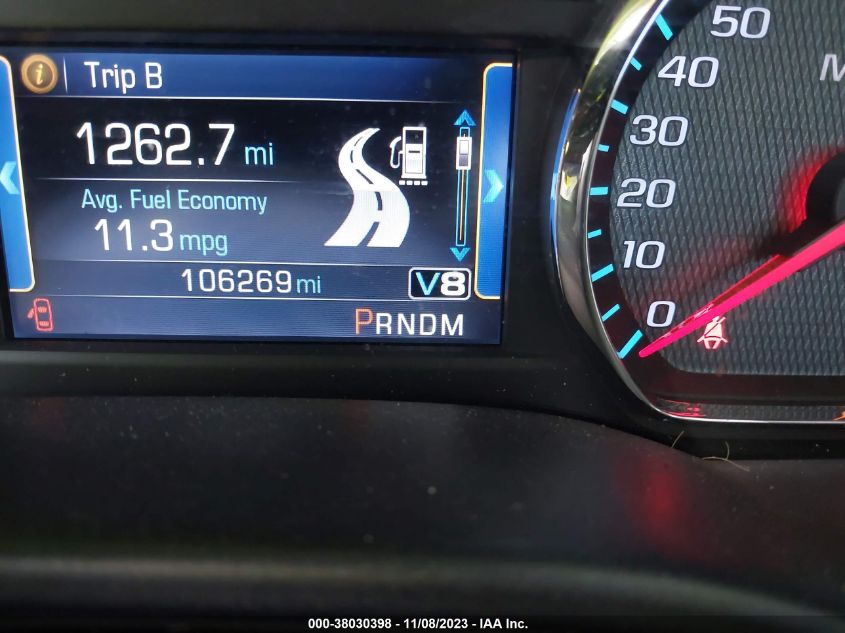 i Trip B
1262.7 mi
Avg. Fuel Economy
11.3 mpg
106269 mi V8
PRNDM
50
40
30
20
10
0
M
000-38030398 - 11/08/2023 - IAA Inc.